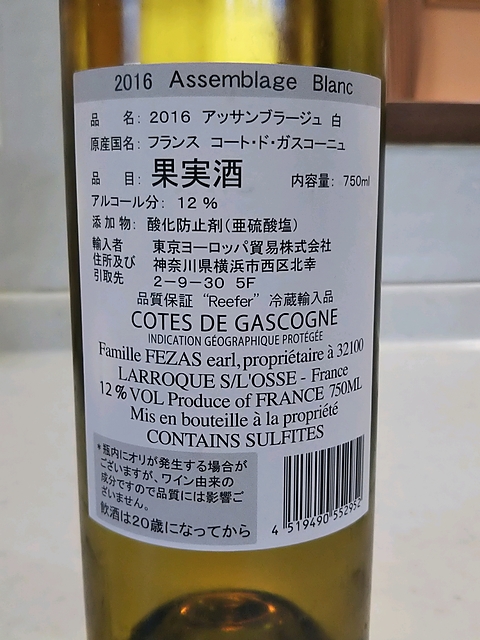 2016 Assemblage Blanc
品 名: 2016 アッサンブラージュ 白
原産国名: フランス コート・ド・ガスコーニュ
品 目: 果実酒 内容量: 750ml
アルコール分: 12 %
添加物: 酸化防止剤(亜硫酸塩)
輸入者 東京ヨーロッパ貿易株式会社
住所及び 神奈川県横浜市西区北幸
引取先 2-9-30 5F
品質保証 "Reefer" 冷蔵輸入品
COTES DE GASCOGNE
INDICATION GÉOGRAPHIQUE PROTÉGÉE
Famille FEZAS earl, propriétaire à 32100
LARROQUE S/L'OSSE - France
12 % VOL Produce of FRANCE 750ML
Mis en bouteille à la propriété
CONTAINS SULFITES
*瓶内にオリが発生する場合が
ございますが、ワイン由来の
成分ですので品質には影響ご
ざいません。
飲酒は20歳になってから
4 519490 552952